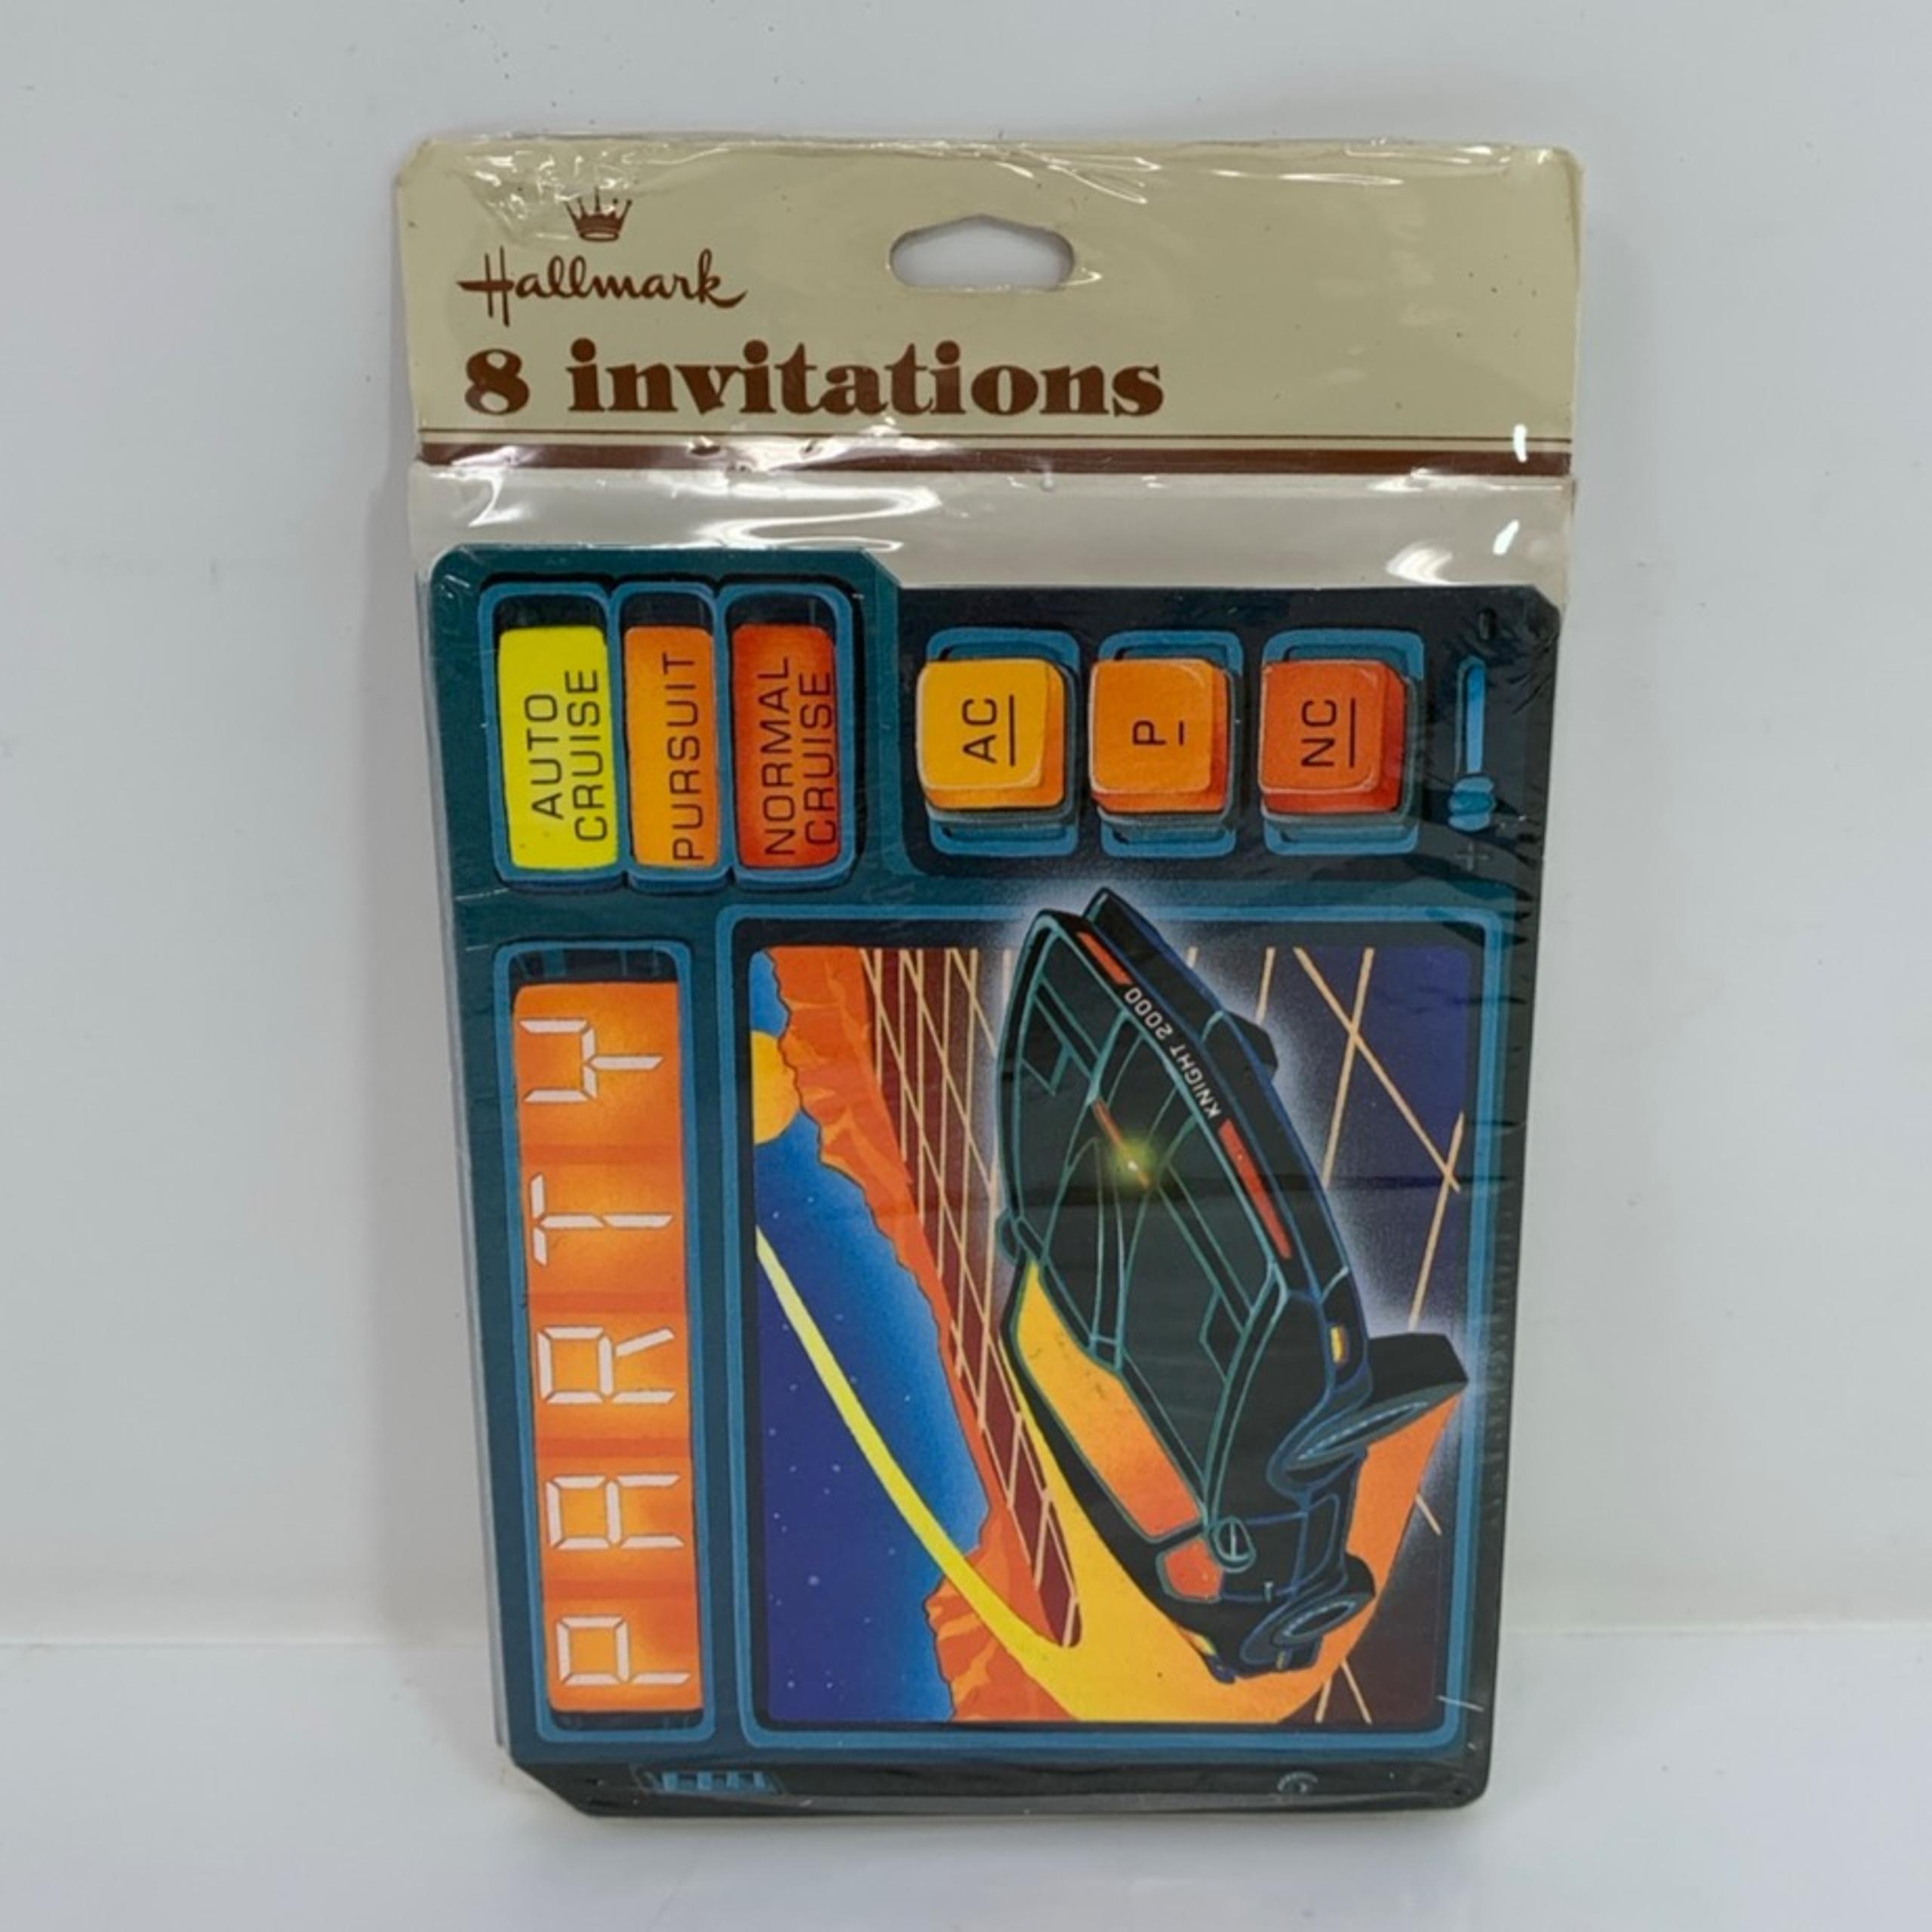 Hallmark
8 invitations
AUTO
CRUISE
PURSUIT
NORMAL
CRUISE
AC
P
NC
- +
PARTY
KNIGHT 2000